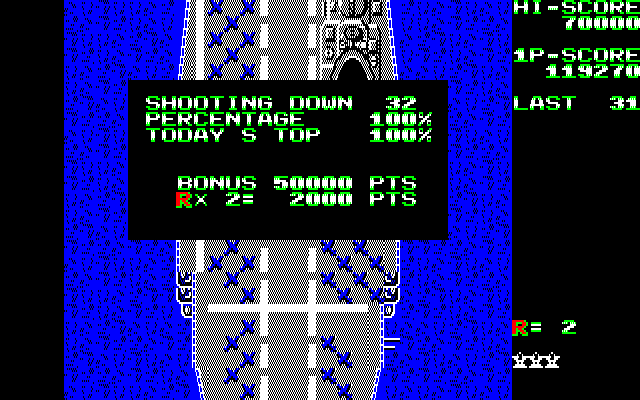 HI-SCORE
70000
1P-SCORE
119270
LAST 31
SHOOTING DOWN 32
PERCENTAGE 100%
TODAY S TOP 100%
BONUS 50000 PTS
Rx 2= 2000 PTS
R= 2